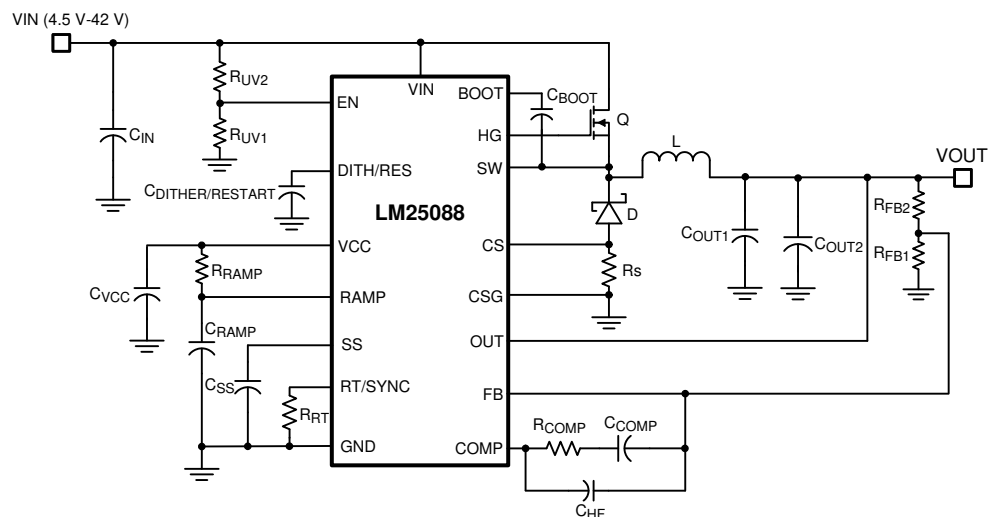 VIN (4.5 V-42 V)
RUV2
VIN
BOOT
CBOOT
EN
Q
CIN
RUV1
HG
L
VOUT
DITH/RES
SW
CDITHER/RESTART
RFB2
LM25088
D
COUT1
COUT2
VCC
CS
RFB1
RRAMP
Rs
CVCC
RAMP
CSG
CRAMP
SS
OUT
CSS
RT/SYNC
FB
RRT
RCOMP
CCOMP
GND
COMP
CHF